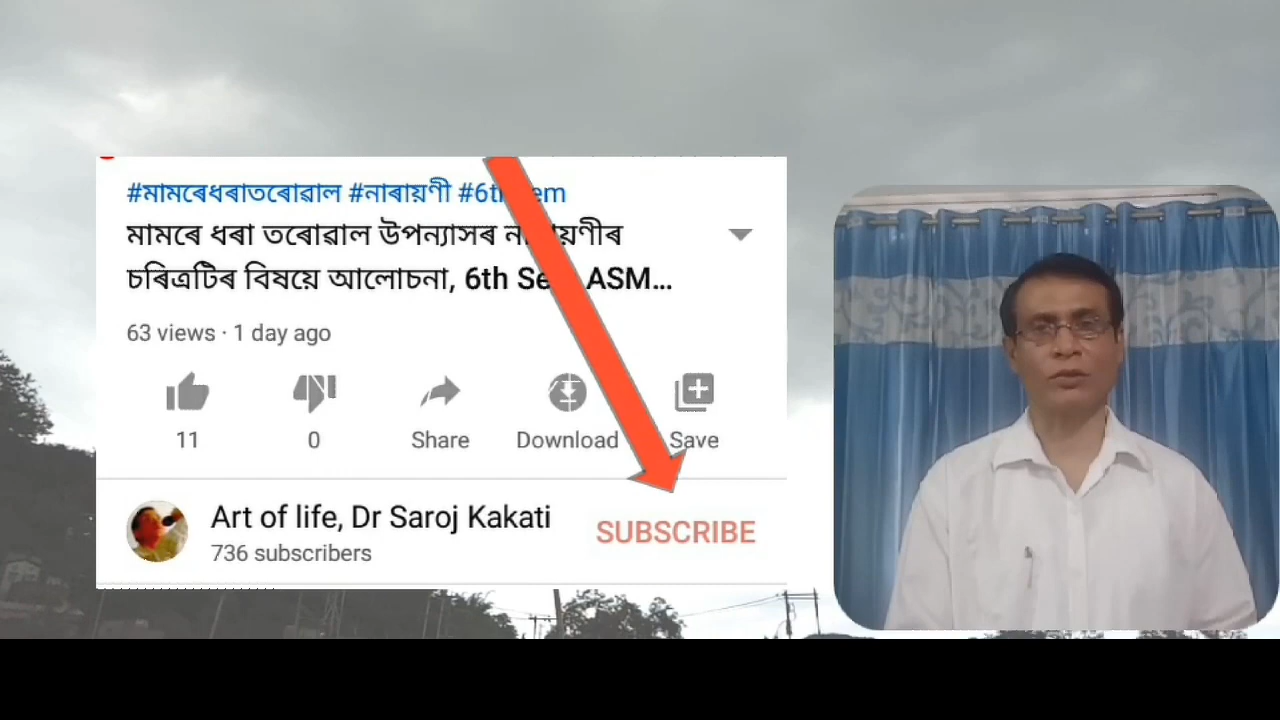 #মামৰেধৰাতৰোৱাল #নাৰায়ণী
মামৰে ধৰা তৰোৱাল উপন্যাসৰ
চৰিত্ৰটিৰ বিষয়ে আলোচনা, 6th ASM...
63 views · 1 day ago
11 0 Share Download Save
Art of life, Dr Saroj Kakati
736 subscribers
SUBSCRIBE